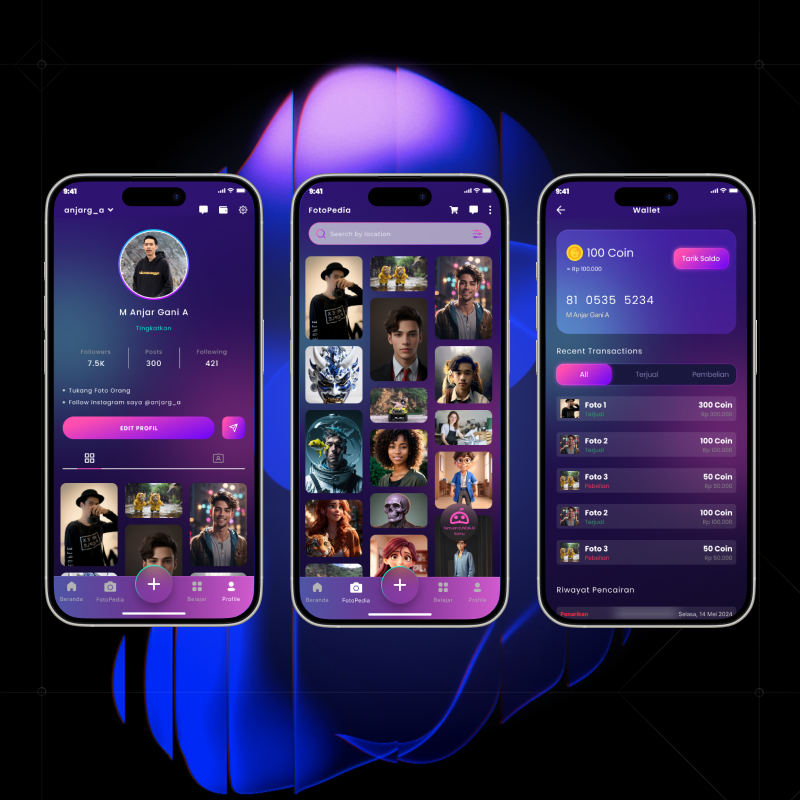 9:41
anjarg_a
M Anjar Gani A
Tingkatkan
Followers Posts Following
7.5K 300 421
Tukang Foto Orang
Follow instagram saya @anjarg_a
EDIT PROFIL
Beranda FotoPedia Belajar Profile
9:41
FotoPedia
Search by location
Beranda FotoPedia Belajar Profile
9:41
Wallet
100 Coin
Tarik Saldo
= Rp 100.000
81 0535 5234
M Anjar Gani A
Recent Transactions
All Terjual Pembelian
Foto 1 300 Coin
Terjual Rp 300.000
Foto 2 100 Coin
Terjual Rp 100.000
Foto 3 50 Coin
Pebelian Rp 50.000
Foto 2 100 Coin
Terjual Rp 100.000
Foto 3 50 Coin
Pebelian Rp 50.000
Riwayat Pencairan
Penarikan Selasa, 14 Mei 2024